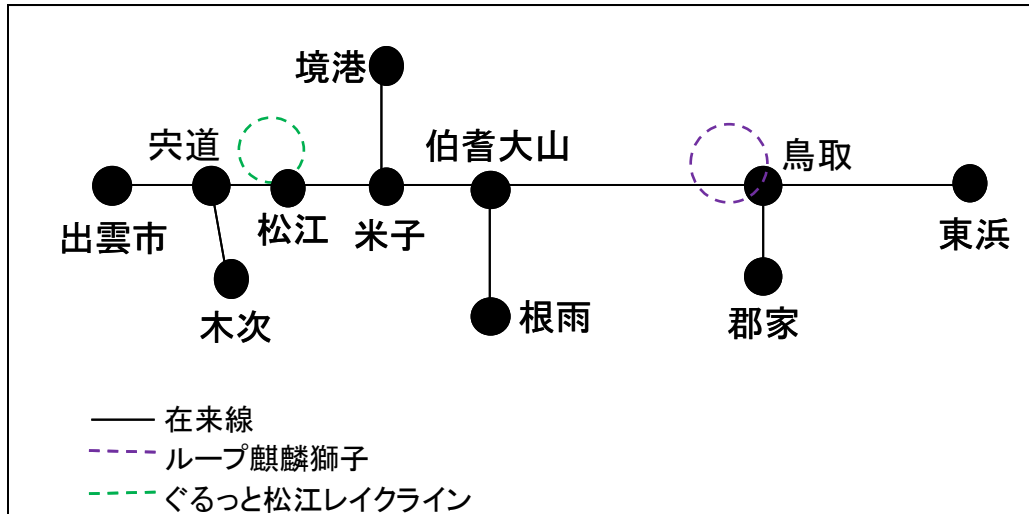 境港
宍道
伯耆大山
鳥取
出雲市
松江
米子
東浜
木次
根雨
郡家
在来線
ループ麒麟獅子
ぐるっと松江レイクライン